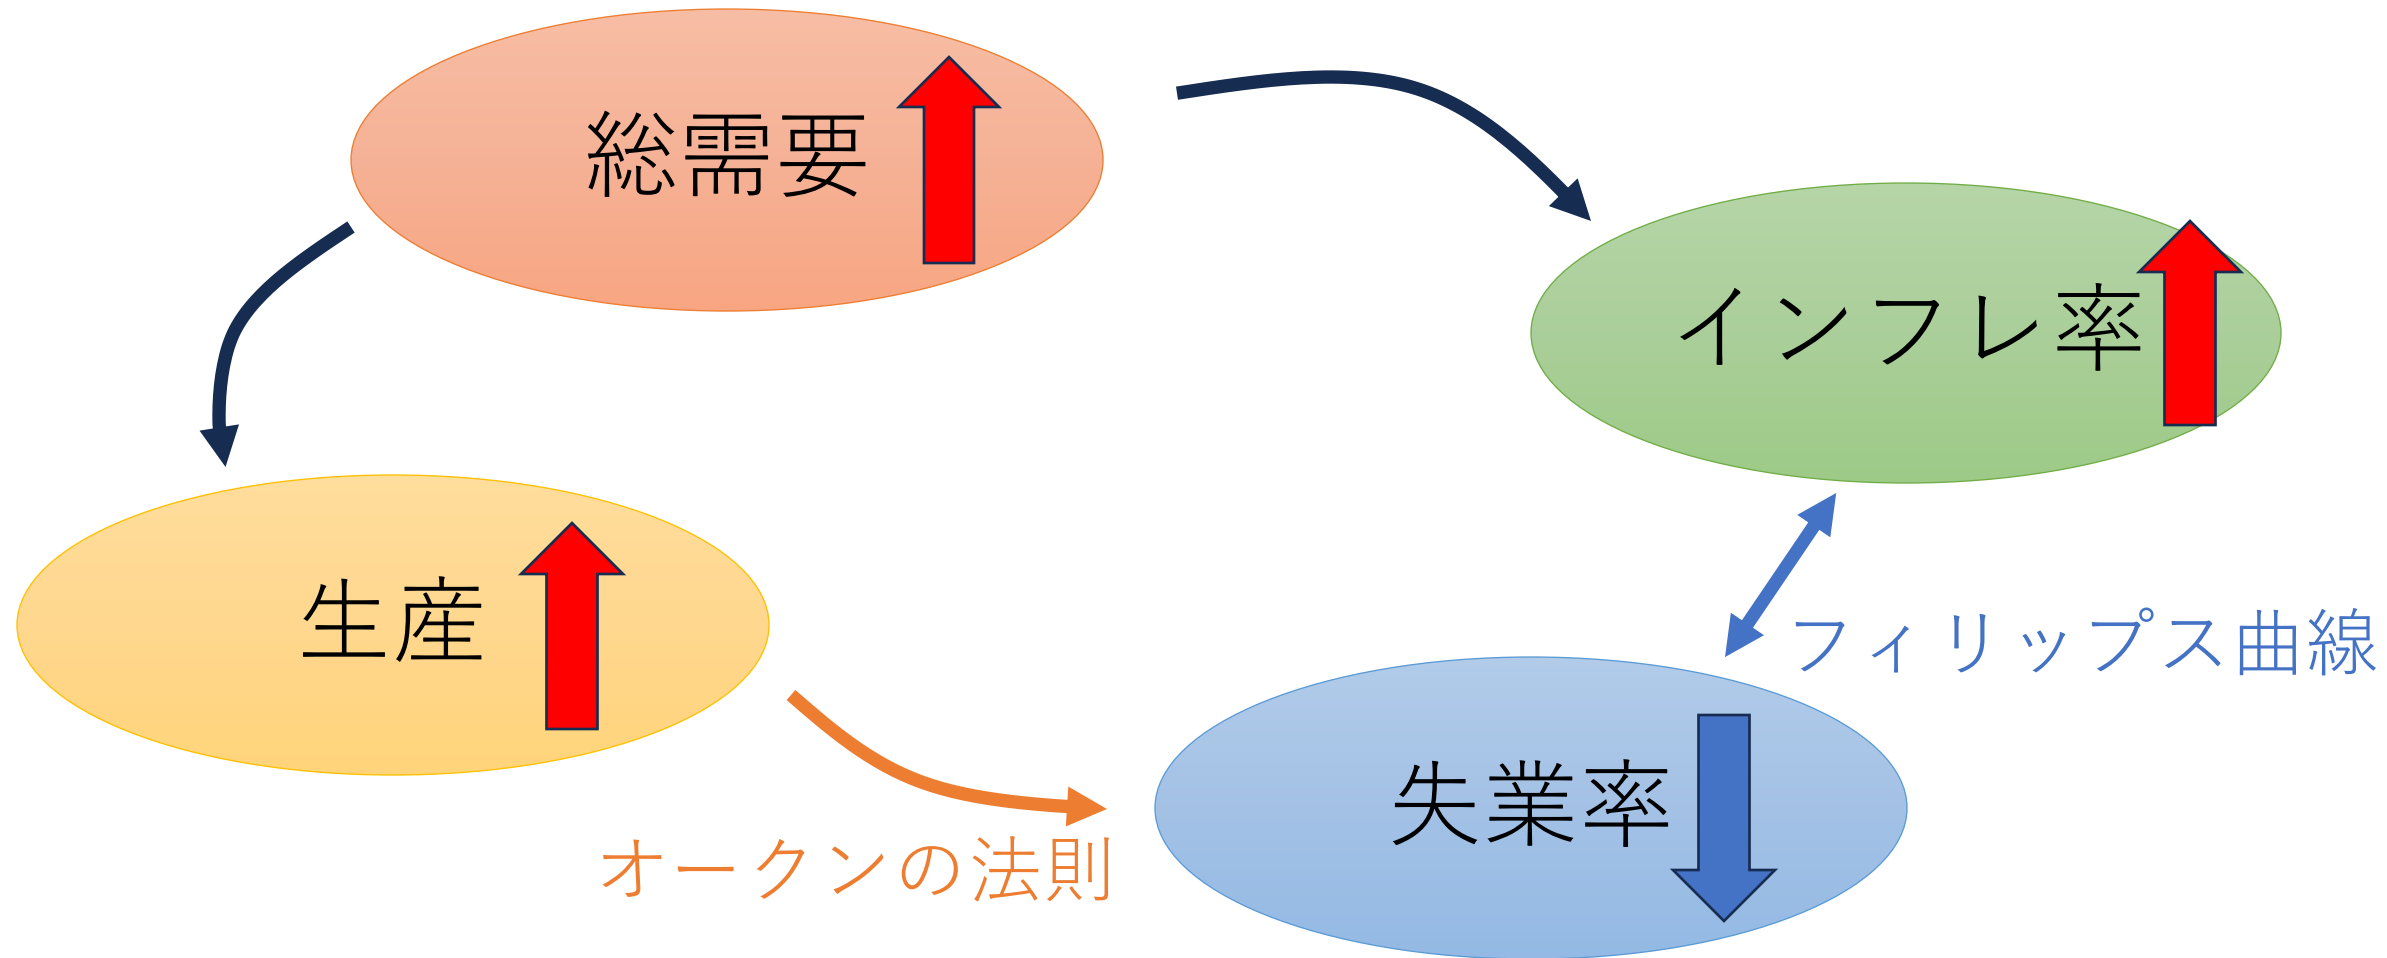 総需要
インフレ率
生産
フィリップス曲線
失業率
オークンの法則